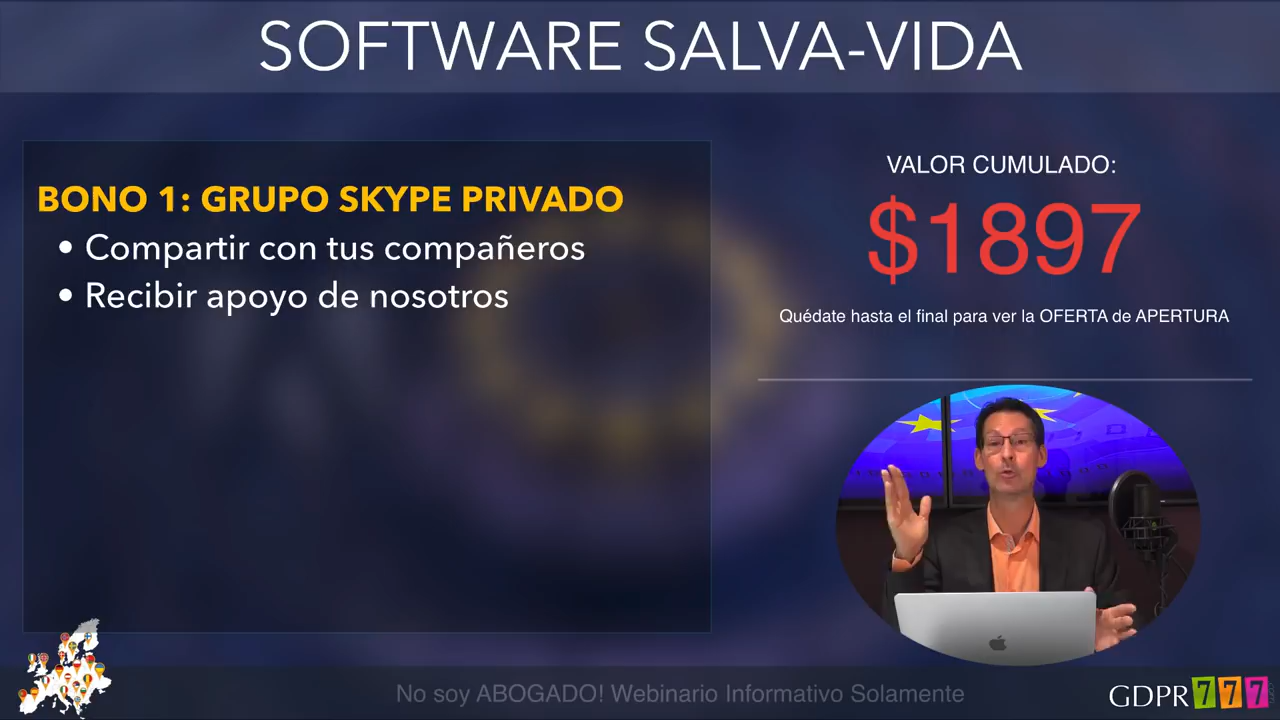 SOFTWARE SALVA-VIDA
BONO 1: GRUPO SKYPE PRIVADO
• Compartir con tus compañeros
• Recibir apoyo de nosotros
VALOR CUMULADO:
$1897
Quédate hasta el final para ver la OFERTA de APERTURA
No soy ABOGADO! Webinario Informativo Solamente
GDPR777